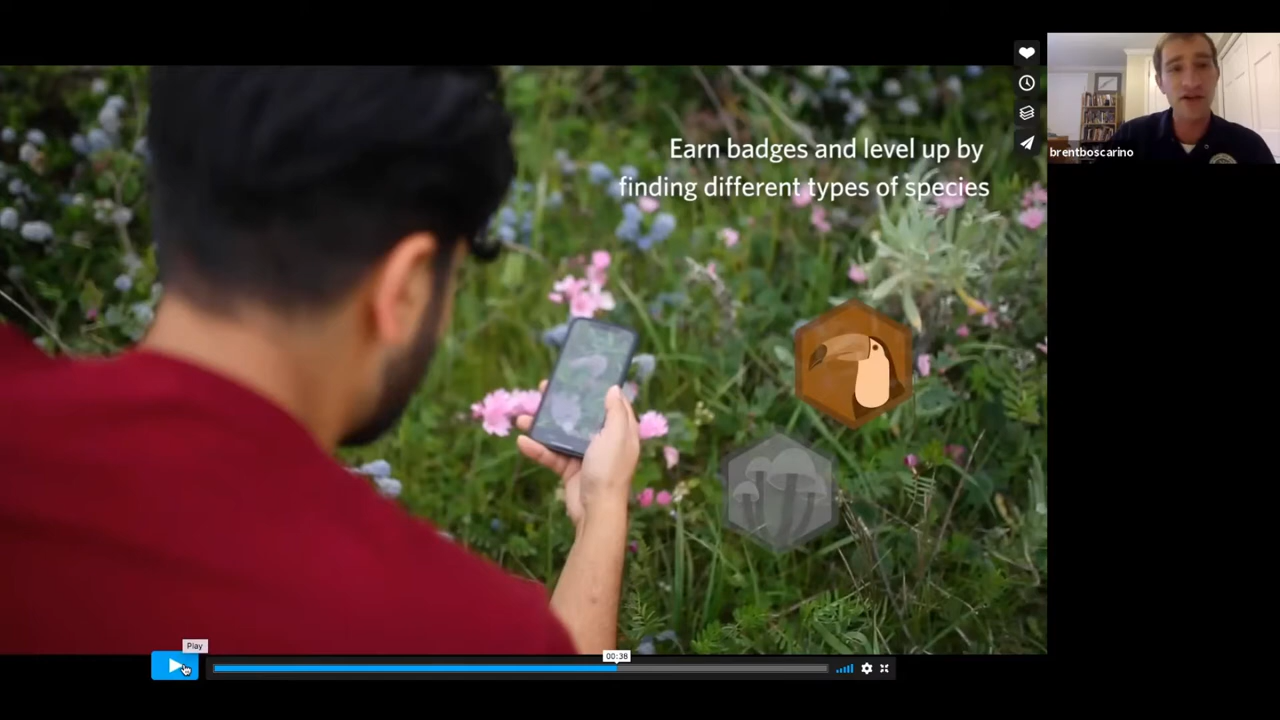 Earn badges and level up by
finding different types of species
brentboscarino
Play
00:38